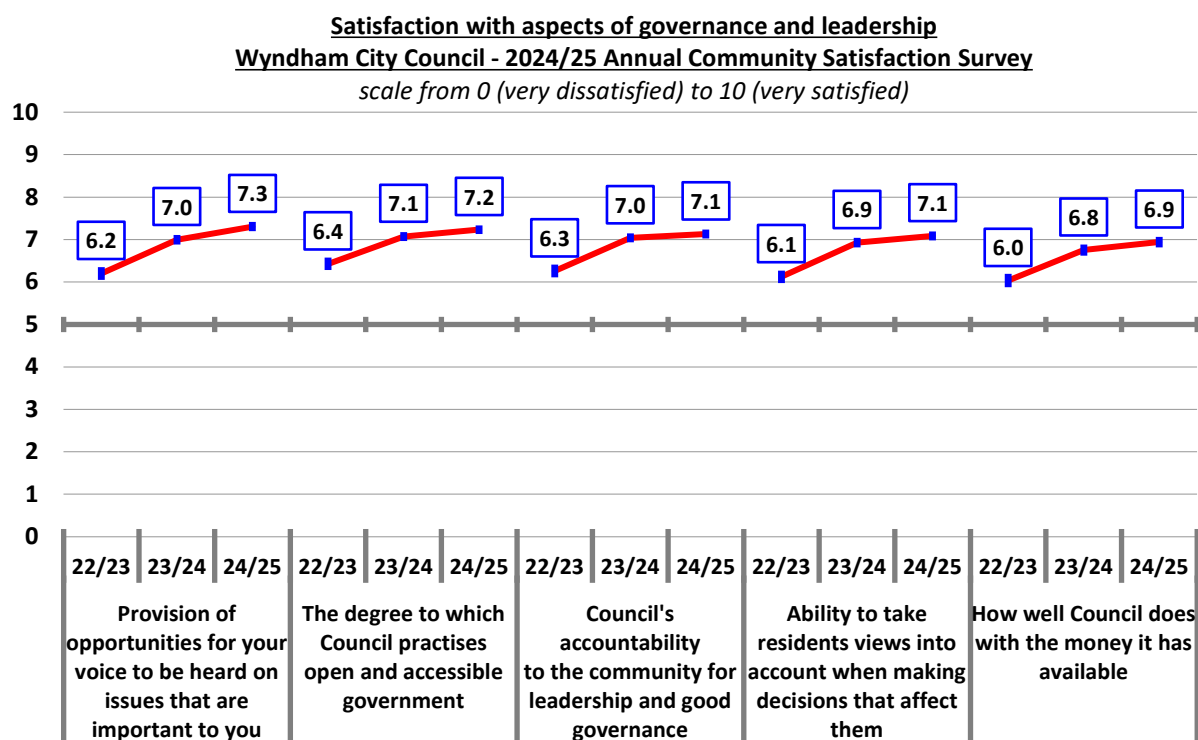 Satisfaction with aspects of governance and leadership
Wyndham City Council - 2024/25 Annual Community Satisfaction Survey
scale from 0 (very dissatisfied) to 10 (very satisfied)
10
9
8
7
6
5
4
3
2
1
0
6.2
7.0
7.3
6.4
7.1
7.2
6.3
7.0
7.1
6.1
6.9
7.1
6.0
6.8
6.9
22/23 23/24 24/25 22/23 23/24 24/25 22/23 23/24 24/25 22/23 23/24 24/25 22/23 23/24 24/25
Provision of
opportunities for your
voice to be heard on
issues that are
important to you
The degree to which
Council practises
open and accessible
government
Council's
accountability
to the community for
leadership and good
governance
Ability to take
residents views into
account when making
decisions that affect
them
How well Council does
with the money it has
available